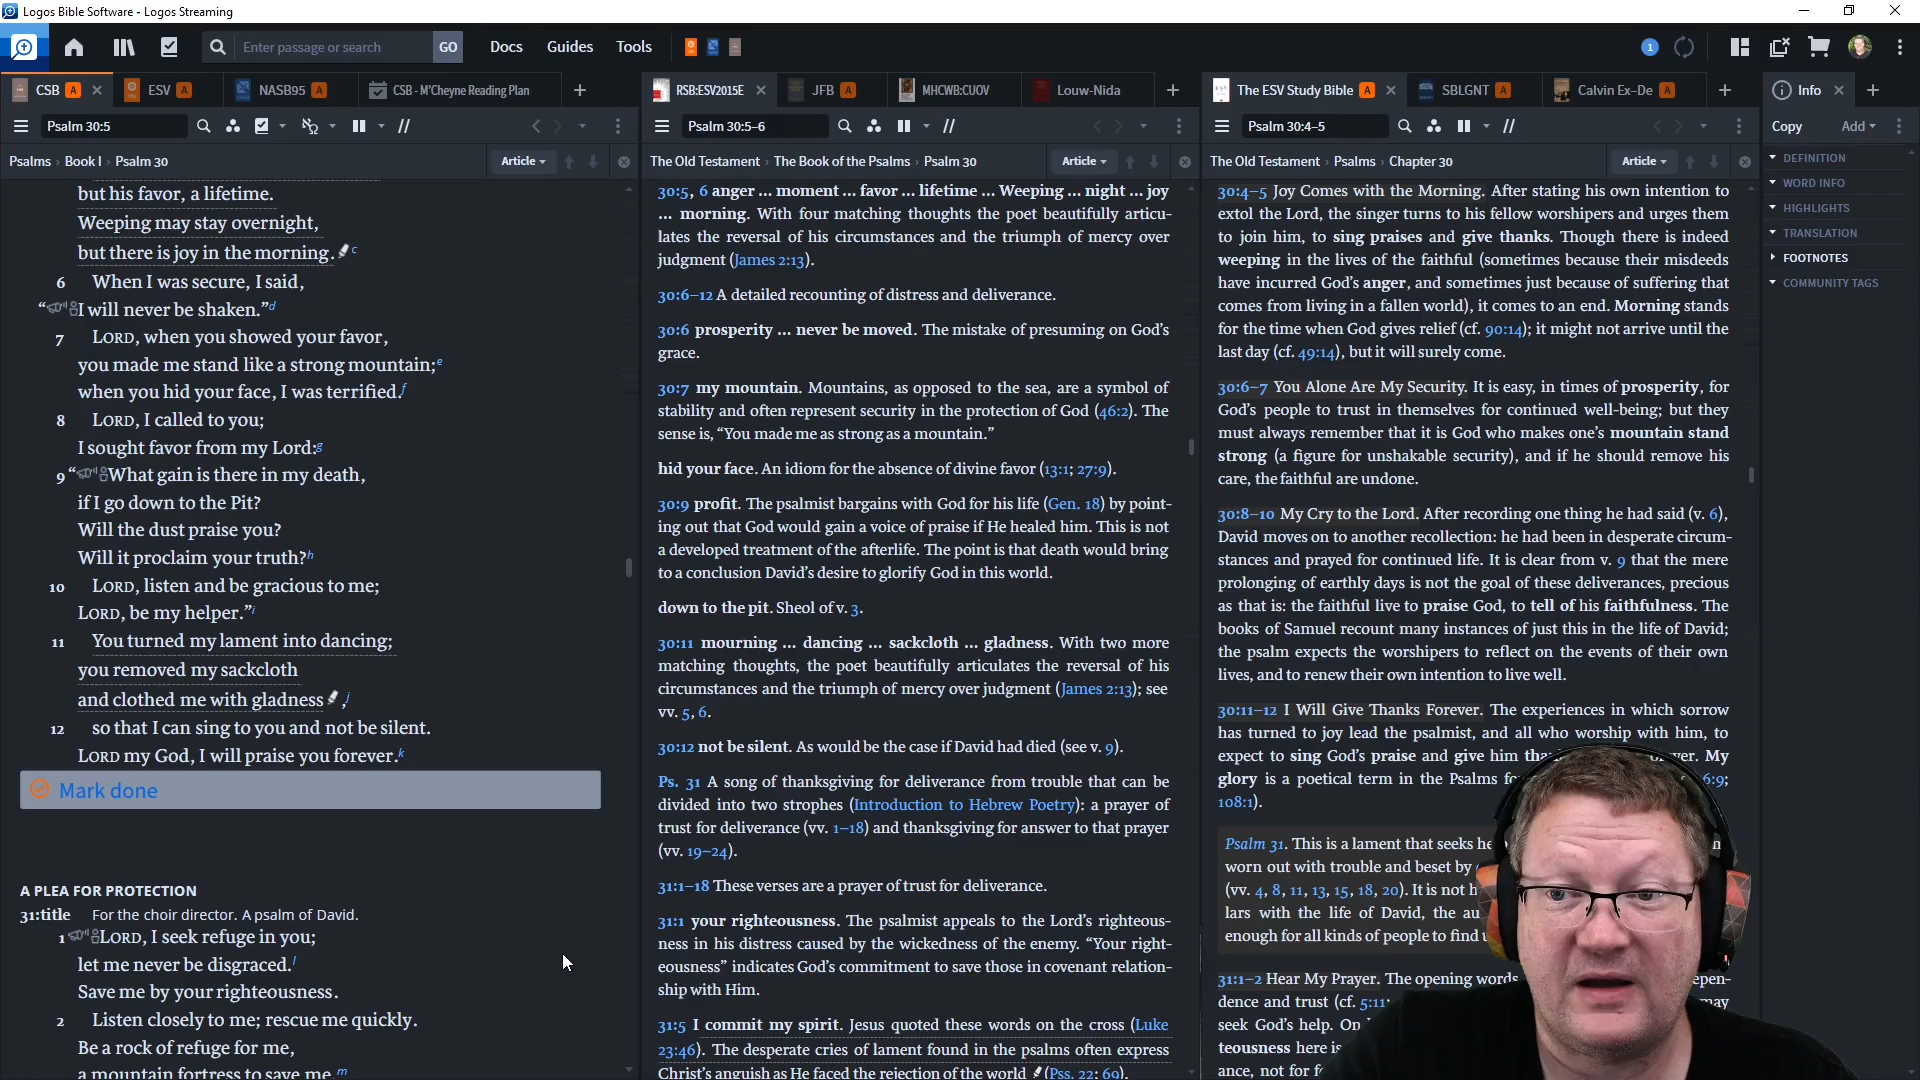 Logos Bible Software - Logos Streaming
Enter passage or search
GO
Docs
Guides
Tools
1
CSB A
ESV A
NASB95 A
CSB - M'Cheyne Reading Plan
Psalm 30:5
Psalms › Book I › Psalm 30
Article
but his favor, a lifetime.
Weeping may stay overnight,
but there is joy in the morning. c
6 When I was secure, I said,
“I will never be shaken.” d
7 LORD, when you showed your favor,
you made me stand like a strong mountain; e
when you hid your face, I was terrified. f
8 LORD, I called to you;
I sought favor from my Lord: g
9 “What gain is there in my death,
if I go down to the Pit?
Will the dust praise you?
Will it proclaim your truth? h
10 LORD, listen and be gracious to me;
LORD, be my helper.” i
11 You turned my lament into dancing;
you removed my sackcloth
and clothed me with gladness, j
12 so that I can sing to you and not be silent.
LORD my God, I will praise you forever. k
Mark done
A PLEA FOR PROTECTION
31:title For the choir director. A psalm of David.
1 LORD, I seek refuge in you;
let me never be disgraced. l
Save me by your righteousness.
2 Listen closely to me; rescue me quickly.
Be a rock of refuge for me,
a mountain fortress to save me. m
RSB:ESV2015E
JFB A
MHCWB:CUOV
Louw-Nida
Psalm 30:5–6
The Old Testament › The Book of the Psalms › Psalm 30
Article
30:5, 6 anger ... moment ... favor ... lifetime ... Weeping ... night ... joy
... morning. With four matching thoughts the poet beautifully articu-
lates the reversal of his circumstances and the triumph of mercy over
judgment (James 2:13).
30:6–12 A detailed recounting of distress and deliverance.
30:6 prosperity ... never be moved. The mistake of presuming on God’s
grace.
30:7 my mountain. Mountains, as opposed to the sea, are a symbol of
stability and often represent security in the protection of God (46:2). The
sense is, “You made me as strong as a mountain.”
hid your face. An idiom for the absence of divine favor (13:1; 27:9).
30:9 profit. The psalmist bargains with God for his life (Gen. 18) by point-
ing out that God would gain a voice of praise if He healed him. This is not
a developed treatment of the afterlife. The point is that death would bring
to a conclusion David’s desire to glorify God in this world.
down to the pit. Sheol of v. 3.
30:11 mourning ... dancing ... sackcloth ... gladness. With two more
matching thoughts, the poet beautifully articulates the reversal of his
circumstances and the triumph of mercy over judgment (James 2:13); see
vv. 5, 6.
30:12 not be silent. As would be the case if David had died (see v. 9).
Ps. 31 A song of thanksgiving for deliverance from trouble that can be
divided into two strophes (Introduction to Hebrew Poetry): a prayer of
trust for deliverance (vv. 1–18) and thanksgiving for answer to that prayer
(vv. 19–24).
31:1–18 These verses are a prayer of trust for deliverance.
31:1 your righteousness. The psalmist appeals to the Lord’s righteous-
ness in his distress caused by the wickedness of the enemy. “Your right-
eousness” indicates God’s commitment to save those in covenant relation-
ship with Him.
31:5 I commit my spirit. Jesus quoted these words on the cross (Luke
23:46). The desperate cries of lament found in the psalms often express
Christ’s anguish as He faced the rejection of the world (Pss. 22; 69).
The ESV Study Bible A
SBLGNT A
Calvin Ex–De A
Psalm 30:4–5
The Old Testament › Psalms › Chapter 30
Article
30:4–5 Joy Comes with the Morning. After stating his own intention to
extol the Lord, the singer turns to his fellow worshipers and urges them
to join him, to sing praises and give thanks. Though there is indeed
weeping in the lives of the faithful (sometimes because their misdeeds
have incurred God’s anger, and sometimes just because of suffering that
comes from living in a fallen world), it comes to an end. Morning stands
for the time when God gives relief (cf. 90:14); it might not arrive until the
last day (cf. 49:14), but it will surely come.
30:6–7 You Alone Are My Security. It is easy, in times of prosperity, for
God’s people to trust in themselves for continued well-being; but they
must always remember that it is God who makes one’s mountain stand
strong (a figure for unshakable security), and if he should remove his
care, the faithful are undone.
30:8–10 My Cry to the Lord. After recording one thing he had said (v. 6),
David moves on to another recollection: he had been in desperate circum-
stances and prayed for continued life. It is clear from v. 9 that the mere
prolonging of earthly days is not the goal of these deliverances, precious
as that is: the faithful live to praise God, to tell of his faithfulness. The
books of Samuel recount many instances of just this in the life of David;
the psalm expects the worshipers to reflect on the events of their own
lives, and to renew their own intention to live well.
30:11–12 I Will Give Thanks Forever. The experiences in which sorrow
has turned to joy lead the psalmist, and all who worship with him, to
expect to sing God’s praise and give him My
glory is a poetical term in the Psalms 6:9;
108:1).
Psalm 31. This is a lament that seeks
worn out with trouble and beset by
(vv. 4, 8, 11, 13, 15, 18, 20). It is not
lars with the life of David, the
enough for all kinds of people to find
31:1–2 Hear My Prayer. The opening words
dence and trust (cf. 5:11; may
seek God’s help. On
teousness here is
ance, not for
Info
Copy
Add
DEFINITION
WORD INFO
HIGHLIGHTS
TRANSLATION
FOOTNOTES
COMMUNITY TAGS